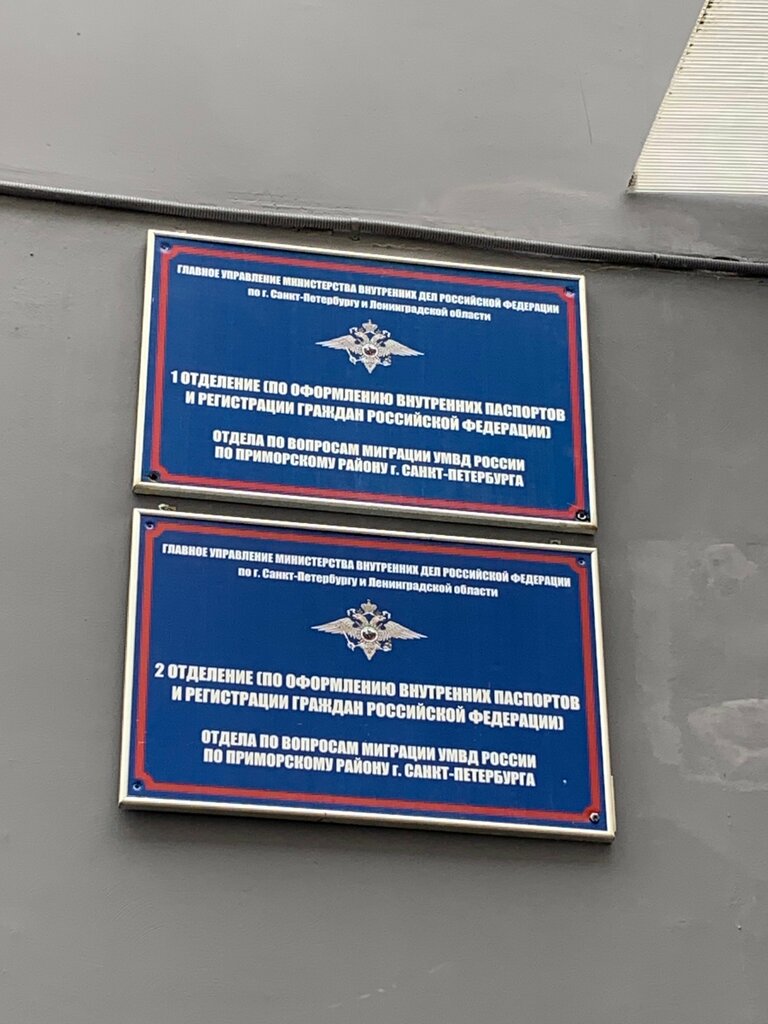 ГЛАВНОЕ УПРАВЛЕНИЕ МИНИСТЕРСТВА ВНУТРЕННИХ ДЕЛ РОССИЙСКОЙ ФЕДЕРАЦИИ
по г. Санкт-Петербургу и Ленинградской области
1 ОТДЕЛЕНИЕ (ПО ОФОРМЛЕНИЮ ВНУТРЕННИХ ПАСПОРТОВ
И РЕГИСТРАЦИИ ГРАЖДАН РОССИЙСКОЙ ФЕДЕРАЦИИ)
ОТДЕЛА ПО ВОПРОСАМ МИГРАЦИИ УМВД РОССИИ
ПО ПРИМОРСКОМУ РАЙОНУ г. САНКТ-ПЕТЕРБУРГА
ГЛАВНОЕ УПРАВЛЕНИЕ МИНИСТЕРСТВА ВНУТРЕННИХ ДЕЛ РОССИЙСКОЙ ФЕДЕРАЦИИ
по г. Санкт-Петербургу и Ленинградской области
2 ОТДЕЛЕНИЕ (ПО ОФОРМЛЕНИЮ ВНУТРЕННИХ ПАСПОРТОВ
И РЕГИСТРАЦИИ ГРАЖДАН РОССИЙСКОЙ ФЕДЕРАЦИИ)
ОТДЕЛА ПО ВОПРОСАМ МИГРАЦИИ УМВД РОССИИ
ПО ПРИМОРСКОМУ РАЙОНУ г. САНКТ-ПЕТЕРБУРГА